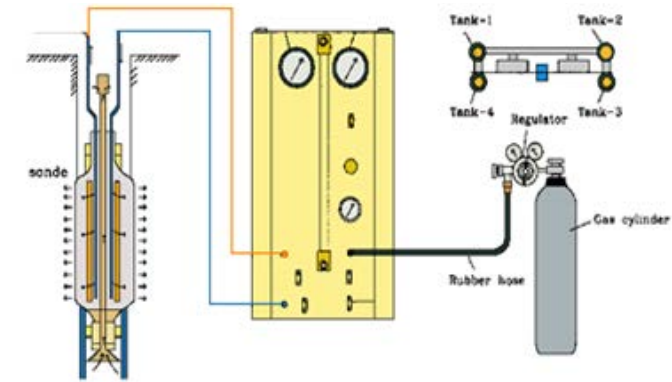 Tank-1
Tank-2
Tank-4
Tank-3
Regulator
sonde
Gas cylinder
Rubber hose